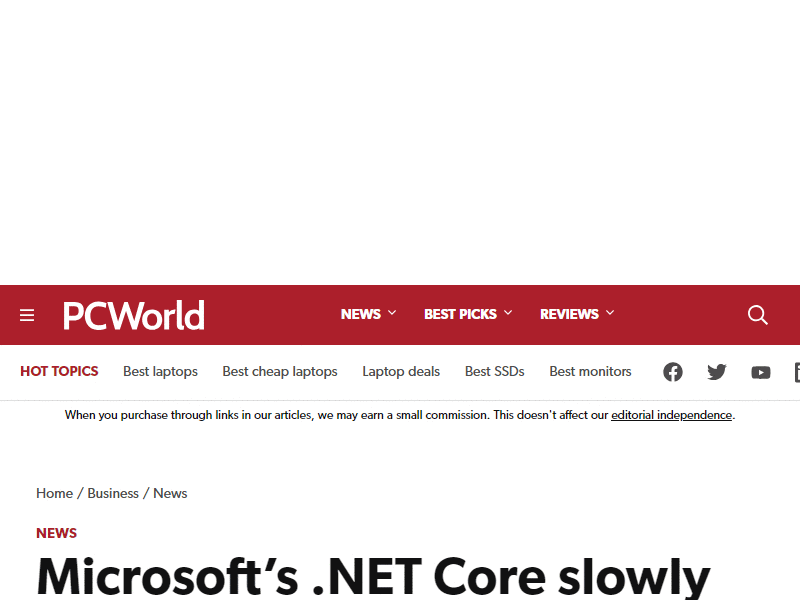 PCWorld NEWS BEST PICKS REVIEWS
HOT TOPICS Best laptops Best cheap laptops Laptop deals Best SSDs Best monitors
When you purchase through links in our articles, we may earn a small commission. This doesn't affect our editorial independence.
Home / Business / News
NEWS
Microsoft’s .NET Core slowly